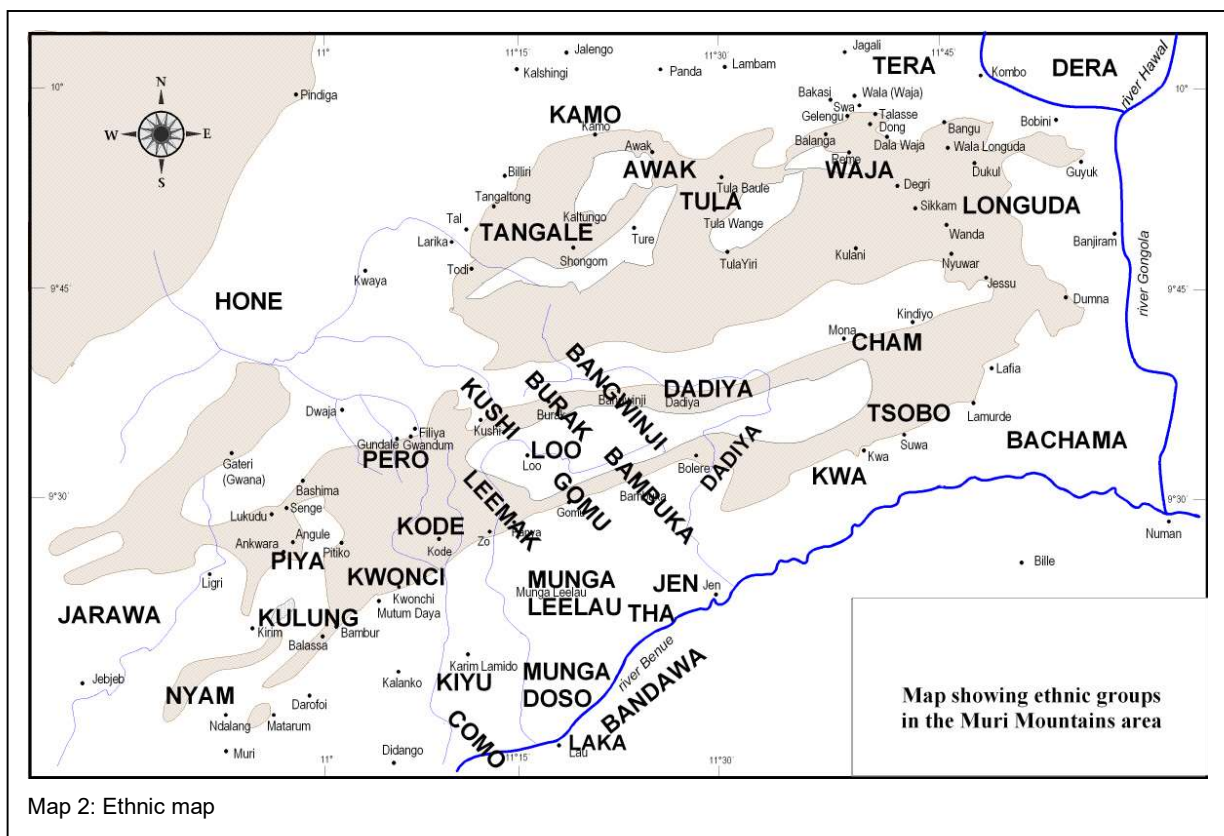 11°
11°15´
11°30´
11°45´
10°
10°
9°45´
9°45´
9°30´
9°30´
11°
11°15´
11°30´
N
W
E
S
Jalengo
Kalshingi
Panda
Lambam
Jagali
TERA
DERA
Kombo
river Hawal
Pindiga
KAMO
Kamo
Bakasi
Wala (Waja)
Swa
Gelengu
Talasse
Dong
Balanga
Dala Waja
Bangu
Bobini
Awak
AWAK
Reme
WAJA
Wala Longuda
Dukul
Guyuk
Billiri
Tula Baule
TULA
Degri
LONGUDA
Tangaltong
Kaltungo
Tula Wange
Sikkam
Tal
TANGALE
Ture
Wanda
Banjiram
Larika
Shongom
TulaYiri
Kulani
Nyuwar
Todi
Kwaya
Jessu
river Gongola
HONE
Dumna
Kindiyo
Mona
CHAM
BANGWINJI
Lafia
KUSHI
BURAK
DADIYA
Dwaja
Burak
Bangwinji
Dadiya
TSOBO
Lamurde
Filiya
Kushi
Gundale
Gwandum
BACHAMA
PERO
LOO
Suwa
Gateri
(Gwana)
Loo
BAMBUKA
Bolere
DADIYA
Kwa
KWA
Bashima
LEEMAK
GOMU
Bambuka
Senge
Lukudu
Gomu
KODE
Numan
Angule
Ankwara
Pitiko
Kode
Zo
PIYA
Bille
Ligri
KWONCI
MUNGA
LEELAU
JEN
Kwonchi
Munga Leelau
Jen
Mutum Daya
JARAWA
KULUNG
THA
Kirim
Bambur
Balassa
river Benue
Karim Lamido
MUNGA
DOSO
BANDAWA
Jebjeb
NYAM
Kalanko
KIYU
Darofoi
Ndalang
Matarum
COMO
LAKA
Lau
Muri
Didango
Map showing ethnic groups
in the Muri Mountains area
Map 2: Ethnic map